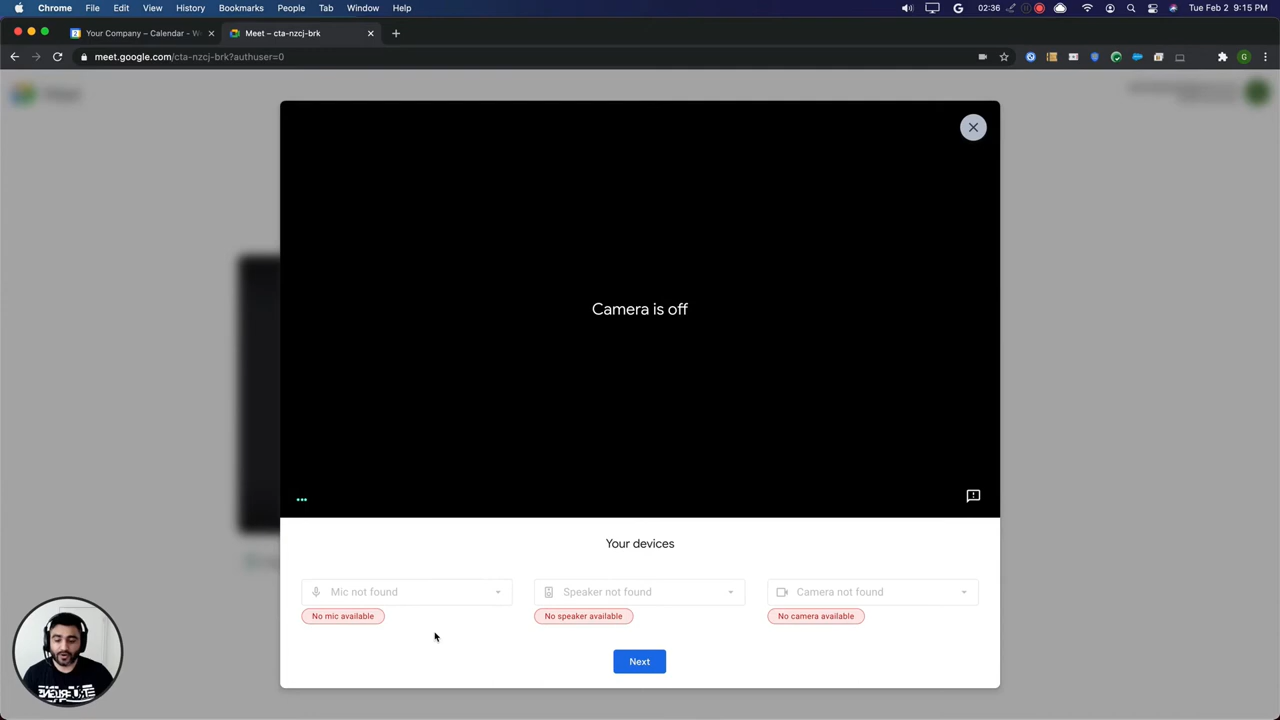 Chrome File Edit View History Bookmarks People Tab Window Help 02:36 Tue Feb 2 9:15 PM
Your Company – Calendar - W Meet – cta-nzcj-brk
meet.google.com/cta-nzcj-brk?authuser=0 G
Camera is off
Your devices
Mic not found Speaker not found Camera not found
No mic available No speaker available No camera available
Next